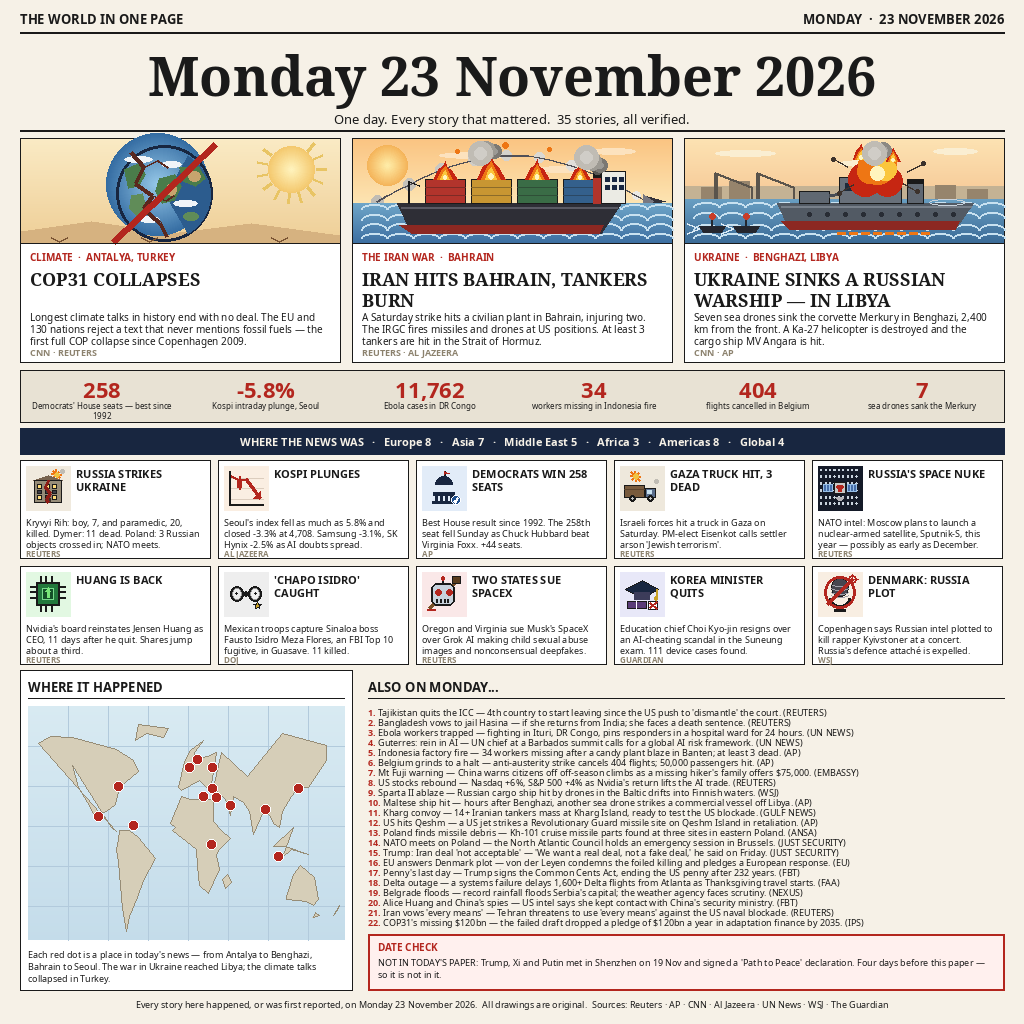 THE WORLD IN ONE PAGE
MONDAY · 23 NOVEMBER 2026
Monday 23 November 2026
One day. Every story that mattered. 35 stories, all verified.
CLIMATE · ANTALYA, TURKEY
COP31 COLLAPSES
Longest climate talks in history end with no deal. The EU and
130 nations reject a text that never mentions fossil fuels — the
first full COP collapse since Copenhagen 2009.
CNN · REUTERS
THE IRAN WAR · BAHRAIN
IRAN HITS BAHRAIN, TANKERS
BURN
A Saturday strike hits a civilian plant in Bahrain, injuring two.
The IRGC fires missiles and drones at US positions. At least 3
tankers are hit in the Strait of Hormuz.
REUTERS · AL JAZEERA
UKRAINE · BENGHAZI, LIBYA
UKRAINE SINKS A RUSSIAN
WARSHIP — IN LIBYA
Seven sea drones sink the corvette Merkury in Benghazi, 2,400
km from the front. A Ka-27 helicopter is destroyed and the
cargo ship MV Angara is hit.
CNN · AP
258
Democrats' House seats — best since
1992
-5.8%
Kospi intraday plunge, Seoul
11,762
Ebola cases in DR Congo
34
workers missing in Indonesia fire
404
flights cancelled in Belgium
7
sea drones sank the Merkury
WHERE THE NEWS WAS · Europe 8 · Asia 7 · Middle East 5 · Africa 3 · Americas 8 · Global 4
RUSSIA STRIKES
UKRAINE
Kryvyi Rih: boy, 7, and paramedic, 20,
killed. Dymer: 11 dead. Poland: 3 Russian
objects crossed in; NATO meets.
REUTERS
KOSPI PLUNGES
Seoul's index fell as much as 5.8% and
closed -3.3% at 4,708. Samsung -3.1%, SK
Hynix -2.5% as AI doubts spread.
AL JAZEERA
DEMOCRATS WIN 258
SEATS
Best House result since 1992. The 258th
seat fell Sunday as Chuck Hubbard beat
Virginia Foxx. +44 seats.
AP
GAZA TRUCK HIT, 3
DEAD
Israeli forces hit a truck in Gaza on
Saturday. PM-elect Eisenkot calls settler
arson 'Jewish terrorism'.
REUTERS
RUSSIA'S SPACE NUKE
NATO intel: Moscow plans to launch a
nuclear-armed satellite, Sputnik-S, this
year — possibly as early as December.
REUTERS
HUANG IS BACK
Nvidia's board reinstates Jensen Huang as
CEO, 11 days after he quit. Shares jump
about a third.
REUTERS
'CHAPO ISIDRO'
CAUGHT
Mexican troops capture Sinaloa boss
Fausto Isidro Meza Flores, an FBI Top 10
fugitive, in Guasave. 11 killed.
DOJ
TWO STATES SUE
SPACEX
Oregon and Virginia sue Musk's SpaceX
over Grok AI making child sexual abuse
images and nonconsensual deepfakes.
REUTERS
KOREA MINISTER
QUITS
Education chief Choi Kyo-jin resigns over
an AI-cheating scandal in the Suneung
exam. 111 device cases found.
GUARDIAN
DENMARK: RUSSIA
PLOT
Copenhagen says Russian intel plotted to
kill rapper Kyivstoner at a concert.
Russia's defence attaché is expelled.
WSJ
WHERE IT HAPPENED
Each red dot is a place in today's news — from Antalya to Benghazi,
Bahrain to Seoul. The war in Ukraine reached Libya; the climate talks
collapsed in Turkey.
ALSO ON MONDAY...
1. Tajikistan quits the ICC — 4th country to start leaving since the US push to 'dismantle' the court. (REUTERS)
2. Bangladesh vows to jail Hasina — if she returns from India; she faces a death sentence. (REUTERS)
3. Ebola workers trapped — fighting in Ituri, DR Congo, pins responders in a hospital ward for 24 hours. (UN NEWS)
4. Guterres: rein in AI — UN chief at a Barbados summit calls for a global AI risk framework. (UN NEWS)
5. Indonesia factory fire — 34 workers missing after a candy plant blaze in Banten; at least 3 dead. (AP)
6. Belgium grinds to a halt — anti-austerity strike cancels 404 flights; 50,000 passengers hit. (AP)
7. Mt Fuji warning — China warns citizens off off-season climbs as a missing hiker's family offers $75,000. (EMBASSY)
8. US stocks rebound — Nasdaq +6%, S&P 500 +4% as Nvidia's return lifts the AI trade. (REUTERS)
9. Sparta II ablaze — Russian cargo ship hit by drones in the Baltic drifts into Finnish waters. (WSJ)
10. Maltese ship hit — hours after Benghazi, another sea drone strikes a commercial vessel off Libya. (AP)
11. Kharg convoy — 14+ Iranian tankers mass at Kharg Island, ready to test the US blockade. (GULF NEWS)
12. US hits Qeshm — a US jet strikes a Revolutionary Guard missile site on Qeshm Island in retaliation. (AP)
13. Poland finds missile debris — Kh-101 cruise missile parts found at three sites in eastern Poland. (ANSA)
14. NATO meets on Poland — the North Atlantic Council holds an emergency session in Brussels. (JUST SECURITY)
15. Trump: Iran deal 'not acceptable' — 'We want a real deal, not a fake deal,' he said on Friday. (JUST SECURITY)
16. EU answers Denmark plot — von der Leyen condemns the foiled killing and pledges a European response. (EU)
17. Penny's last day — Trump signs the Common Cents Act, ending the US penny after 232 years. (FBT)
18. Delta outage — a systems failure delays 1,600+ Delta flights from Atlanta as Thanksgiving travel starts. (FAA)
19. Belgrade floods — record rainfall floods Serbia's capital; the weather agency faces scrutiny. (NEXUS)
20. Alice Huang and China's spies — US intel says she kept contact with China's security ministry. (FBT)
21. Iran vows 'every means' — Tehran threatens to use 'every means' against the US naval blockade. (REUTERS)
22. COP31's missing $120bn — the failed draft dropped a pledge of $120bn a year in adaptation finance by 2035. (IPS)
DATE CHECK
NOT IN TODAY'S PAPER: Trump, Xi and Putin met in Shenzhen on 19 Nov and signed a 'Path to Peace' declaration. Four days before this paper —
so it is not in it.
Every story here happened, or was first reported, on Monday 23 November 2026. All drawings are original. Sources: Reuters · AP · CNN · Al Jazeera · UN News · WSJ · The Guardian